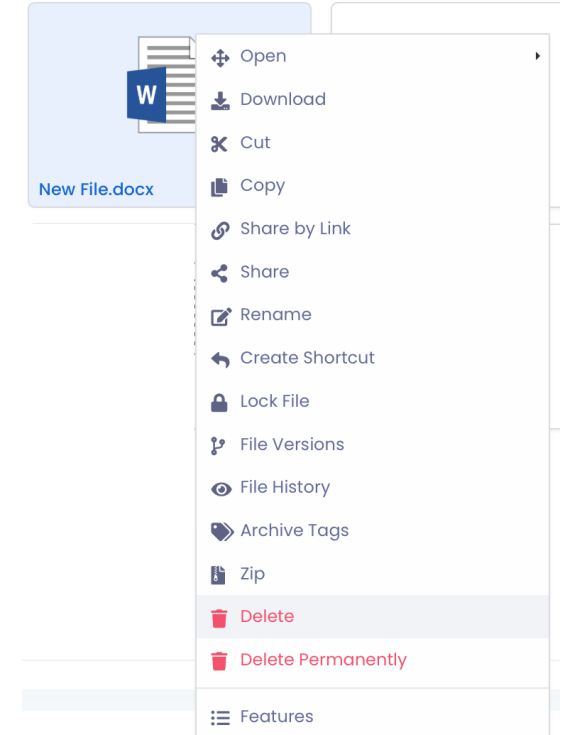 W
New File.docx
Open
Download
Cut
Copy
Share by Link
Share
Rename
Create Shortcut
Lock File
File Versions
File History
Archive Tags
Zip
Delete
Delete Permanently
Features